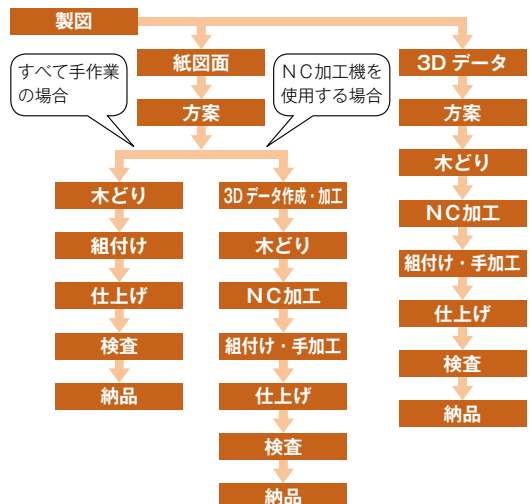 製図
すべて手作業
の場合
紙図面
方案
NC加工機を
使用する場合
木どり
組付け
仕上げ
検査
納品
3Dデータ作成・加工
木どり
NC加工
組付け・手加工
仕上げ
検査
納品
3Dデータ
方案
木どり
NC加工
組付け・手加工
仕上げ
検査
納品